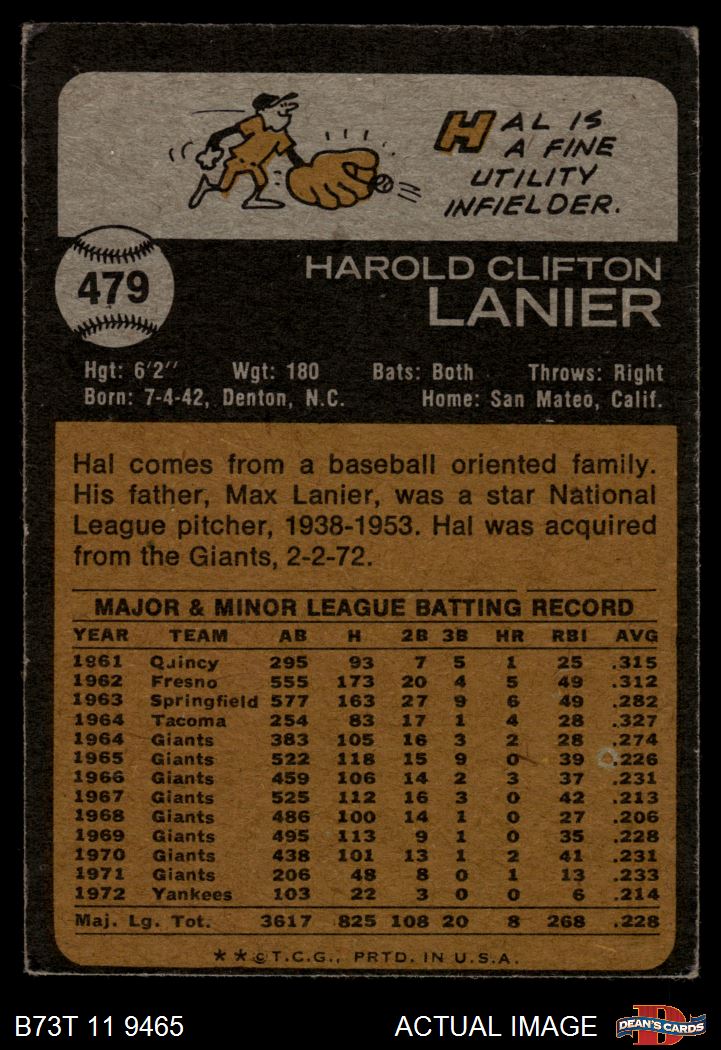 HAL IS
A FINE
UTILITY
INFIELDER.
479
HAROLD CLIFTON
LANIER
Hgt: 6'2" Wgt: 180 Bats: Both Throws: Right
Born: 7-4-42, Denton, N.C. Home: San Mateo, Calif.
Hal comes from a baseball oriented family.
His father, Max Lanier, was a star National
League pitcher, 1938-1953. Hal was acquired
from the Giants, 2-2-72.
MAJOR & MINOR LEAGUE BATTING RECORD
YEAR TEAM AB H 2B 3B HR RBI AVG
1961 Quincy 295 93 7 5 1 25 .315
1962 Fresno 555 173 20 4 5 49 .312
1963 Springfield 577 163 27 9 6 49 .282
1964 Tacoma 254 83 17 1 4 28 .327
1964 Giants 383 105 16 3 2 28 .274
1965 Giants 522 118 15 9 0 39 .226
1966 Giants 459 106 14 2 3 37 .231
1967 Giants 525 112 16 3 0 42 .213
1968 Giants 486 100 14 1 0 27 .206
1969 Giants 495 113 9 1 0 35 .228
1970 Giants 438 101 13 1 2 41 .231
1971 Giants 206 48 8 0 1 13 .233
1972 Yankees 103 22 3 0 0 6 .214
Maj. Lg. Tot. 3617 825 108 20 8 268 .228
**©T.C.G., PRTD. IN U.S.A.
B73T 11 9465 ACTUAL IMAGE
DEAN'S CARDS